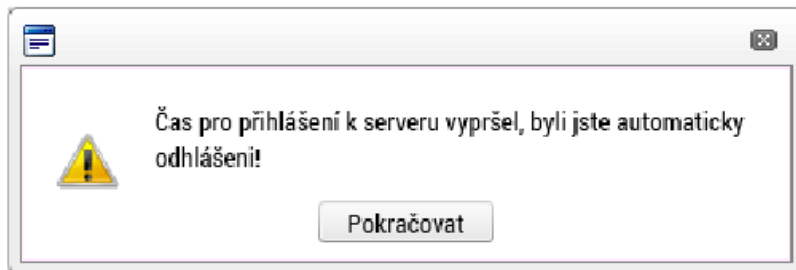 Čas pro přihlášení k serveru vypršel, byli jste automaticky
odhlášeni!
Pokračovat